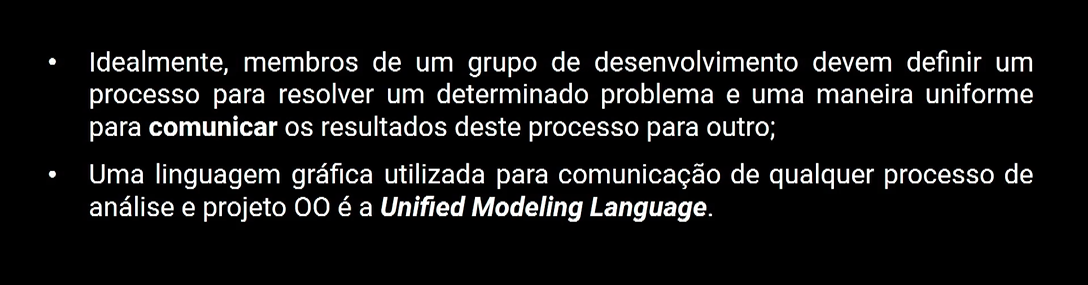 • Idealmente, membros de um grupo de desenvolvimento devem definir um
processo para resolver um determinado problema e uma maneira uniforme
para comunicar os resultados deste processo para outro;
• Uma linguagem gráfica utilizada para comunicação de qualquer processo de
análise e projeto OO é a Unified Modeling Language.